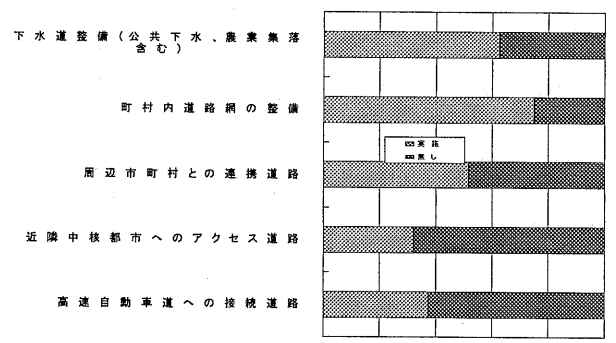 下水道整備(公共下水、農業集落
含む)
町村内道路網の整備
実施
無し
周辺市町村との連携道路
近隣中核都市へのアクセス道路
高速自動車道への接続道路